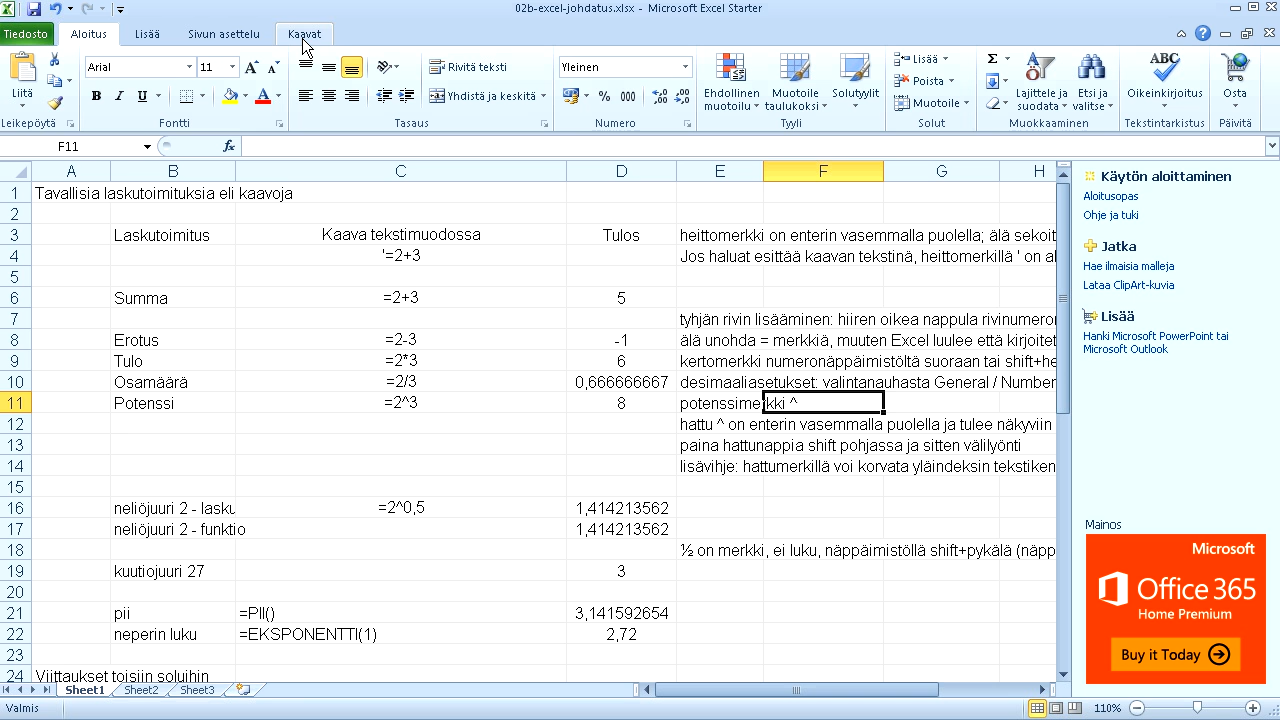 02b-excel-johdatus.xlsx - Microsoft Excel Starter
Tiedosto Aloitus Lisää Sivun asettelu Kaavat
Liitä
Arial 11
B I U A
Rivitä teksti
Yhdistä ja keskitä
Yleinen
% 000
Ehdollinen muotoilu
Muotoile taulukoksi
Solutyylit
Lisää
Poista
Muotoile
Σ
Lajittele ja suodata
Etsi ja valitse
ABC
Oikeinkirjoitus
Osta
Leikepöytä Fontti Tasaus Numero Tyyli Solut Muokkaaminen Tekstintarkistus Päivitä
F11 fx
A B C D E F G H
1 Tavallisia laskutoimituksia eli kaavoja
2
3 Laskutoimitus Kaava tekstimuodossa Tulos heittomerkki on enterin vasemmalla puolella; älä sekoit
4 '=2+3 Jos haluat esittää kaavan tekstinä, heittomerkillä ' on al
5
6 Summa =2+3 5
7 tyhjän rivin lisääminen: hiiren oikea nappula rivinumeron
8 Erotus =2-3 -1 älä unohda = merkkiä, muuten Excel luulee että kirjoitet
9 Tulo =2*3 6 kertomerkki numeronäppäimistöltä suoraan tai shift+he
10 Osamäärä =2/3 0,666666667 desimaaliasetukset: valintanauhasta General / Number
11 Potenssi =2^3 8 potenssimerkki ^
12 hattu ^ on enterin vasemmalla puolella ja tulee näkyviin
13 paina hattunappia shift pohjassa ja sitten välilyönti
14 lisävihje: hattumerkillä voi korvata yläindeksin tekstiken
15
16 neliöjuuri 2 - lasku =2^0,5 1,414213562
17 neliöjuuri 2 - funktio 1,414213562
18 ½ on merkki, ei luku, näppäimistöllä shift+pykälä (näpp
19 kuutiojuuri 27 3
20
21 pii =PII() 3,141592654
22 neperin luku =EKSPONENTTI(1) 2,72
23
24 Viittaukset toisiin soluihin
Sheet1 Sheet2 Sheet3
Valmis 110%
Käytön aloittaminen
Aloitusopas
Ohje ja tuki
Jatka
Hae ilmaisia malleja
Lataa ClipArt-kuvia
Lisää
Hanki Microsoft PowerPoint tai
Microsoft Outlook
Mainos
Microsoft
Office 365
Home Premium
Buy it Today